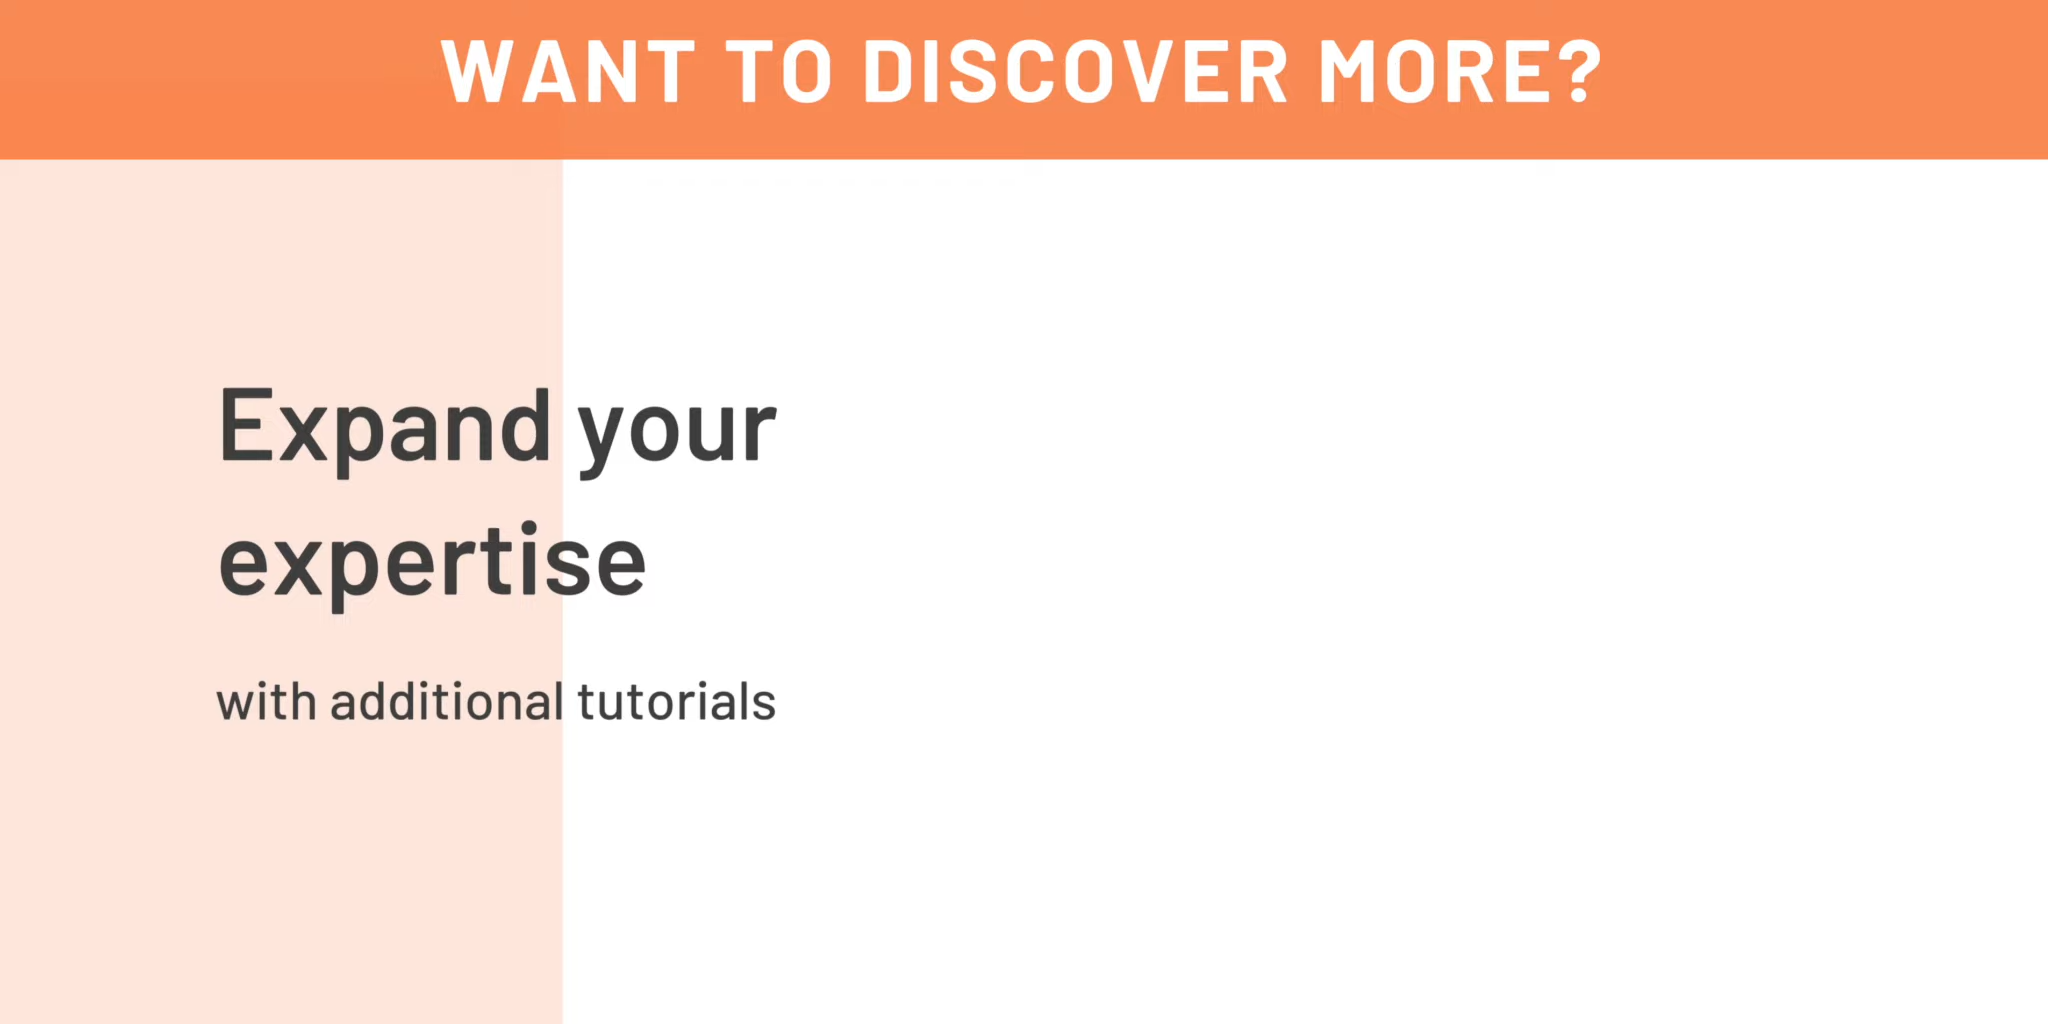 WANT TO DISCOVER MORE?
Expand your
expertise
with additional tutorials